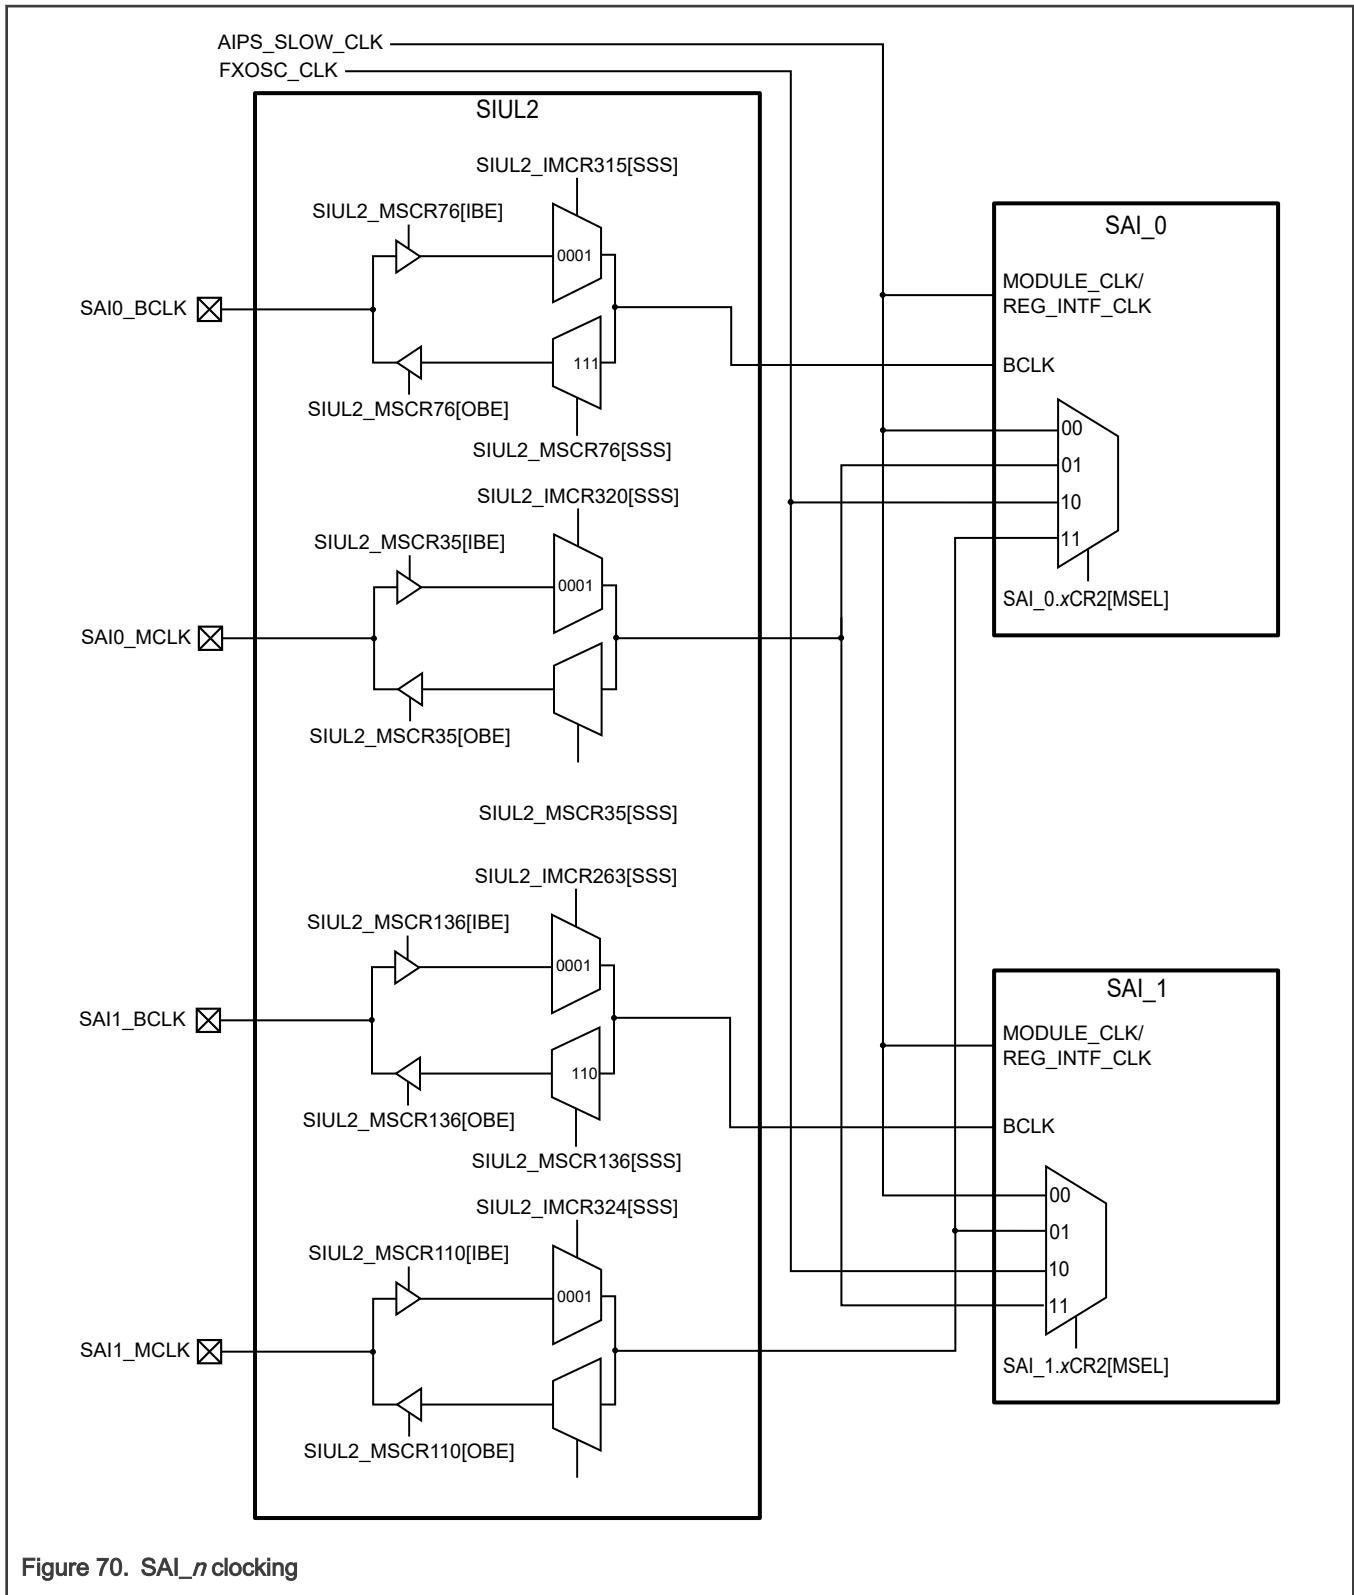 AIPS_SLOW_CLK
FXOSC_CLK
SIUL2
SIUL2_IMCR315[SSS]
SIUL2_MSCR76[IBE]
0001
SAI0_BCLK
111
SIUL2_MSCR76[OBE]
SIUL2_MSCR76[SSS]
SIUL2_IMCR320[SSS]
SIUL2_MSCR35[IBE]
0001
SAI0_MCLK
SIUL2_MSCR35[OBE]
SIUL2_MSCR35[SSS]
SIUL2_IMCR263[SSS]
SIUL2_MSCR136[IBE]
0001
SAI1_BCLK
110
SIUL2_MSCR136[OBE]
SIUL2_MSCR136[SSS]
SIUL2_IMCR324[SSS]
SIUL2_MSCR110[IBE]
0001
SAI1_MCLK
SIUL2_MSCR110[OBE]
SAI_0
MODULE_CLK/
REG_INTF_CLK
BCLK
00
01
10
11
SAI_0.xCR2[MSEL]
SAI_1
MODULE_CLK/
REG_INTF_CLK
BCLK
00
01
10
11
SAI_1.xCR2[MSEL]
Figure 70. SAI_n clocking